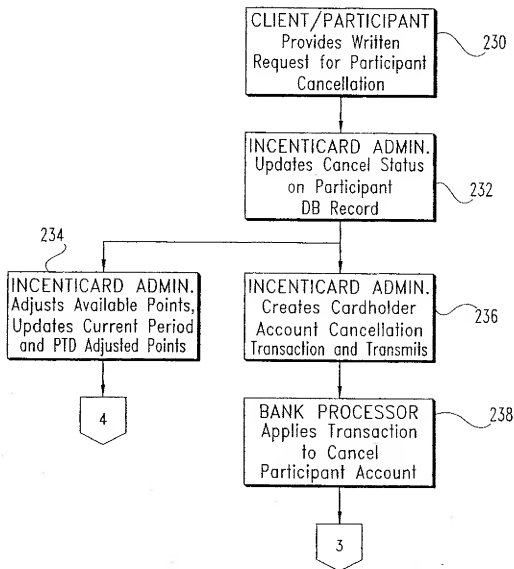 CLIENT/PARTICIPANT
Provides Written
Request for Participant
Cancellation
230
INCENTICARD ADMIN.
Updates Cancel Status
on Participant
DB Record
232
234
INCENTICARD ADMIN.
Adjusts Available Points,
Updates Current Period
and PTD Adjusted Points
INCENTICARD ADMIN.
Creates Cardholder
Account Cancellation
Transaction and Transmits
236
4
BANK PROCESSOR
Applies Transaction
to Cancel
Participant Account
238
3